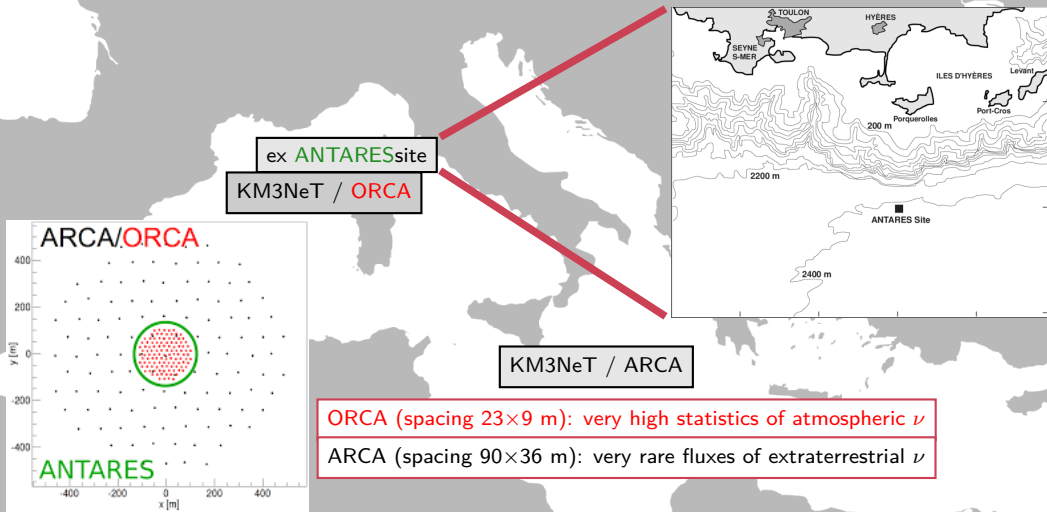 TOULON
HYÈRES
SEYNE
S-MER
ILES D'HYÈRES
Levant
Porquerolles
Port-Cros
200 m
2200 m
ANTARES Site
2400 m
ex ANTARESsite
KM3NeT / ORCA
ARCA/ORCA
400
200
0
-200
-400
y [m]
ANTARES
-400 -200 0 200 400
x [m]
KM3NeT / ARCA
ORCA (spacing 23×9 m): very high statistics of atmospheric ν
ARCA (spacing 90×36 m): very rare fluxes of extraterrestrial ν